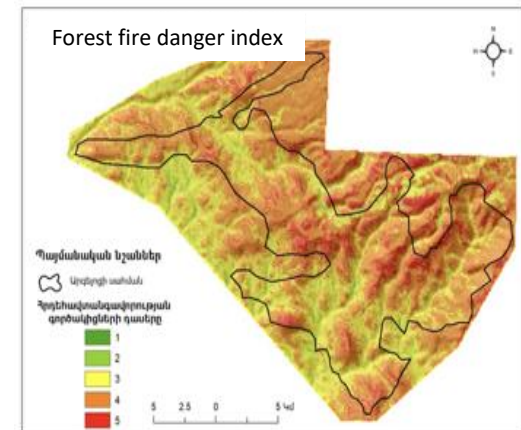 Forest fire danger index
N
E
S
Պայմանական նշաններ
Արգելոցի սահման
Հրդեհավտանգավորության
գործակիցների դասերը
1
2
3
4
5
5 2.5 0 5 Կմ